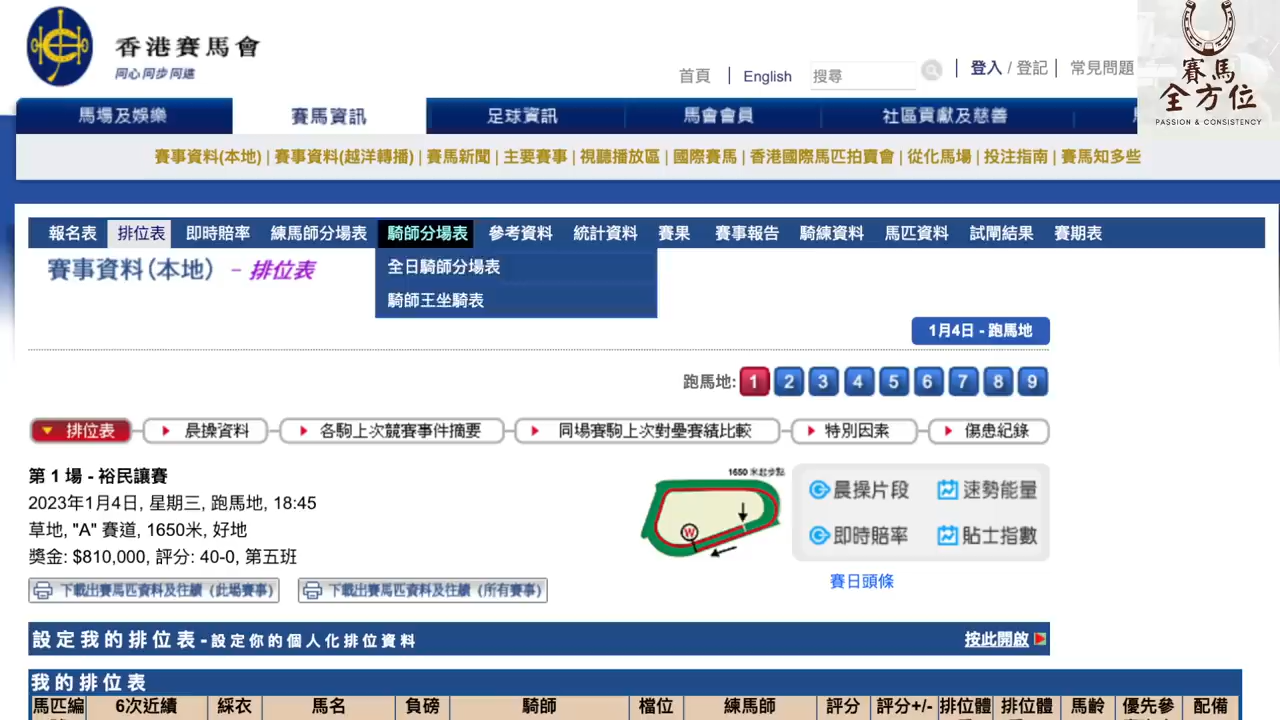 香港賽馬會
同心同步同進
首頁 | English 搜尋 | 登入 / 登記 | 常見問題
賽馬
全方位
PASSION & CONSISTENCY
馬場及娛樂 賽馬資訊 足球資訊 馬會會員 社區貢獻及慈善
賽事資料(本地) | 賽事資料(越洋轉播) | 賽馬新聞 | 主要賽事 | 視聽播放區 | 國際賽馬 | 香港國際馬匹拍賣會 | 從化馬場 | 投注指南 | 賽馬知多些
報名表 排位表 即時賠率 練馬師分場表 騎師分場表 參考資料 統計資料 賽果 賽事報告 騎練資料 馬匹資料 試閘結果 賽期表
賽事資料(本地) - 排位表
全日騎師分場表
騎師王坐騎表
1月4日 - 跑馬地
跑馬地: 1 2 3 4 5 6 7 8 9
排位表 晨操資料 各駒上次競賽事件摘要 同場賽駒上次對壘賽績比較 特別因素 傷患紀錄
第 1 場 - 裕民讓賽
2023年1月4日, 星期三, 跑馬地, 18:45
草地, "A" 賽道, 1650米, 好地
獎金: $810,000, 評分: 40-0, 第五班
1650 米起步點
W
晨操片段 速勢能量
即時賠率 貼士指數
賽日頭條
下載出賽馬匹資料及往績 (此場賽事) 下載出賽馬匹資料及往績 (所有賽事)
設定我的排位表-設定你的個人化排位資料 按此開啟
我的排位表
馬匹編 6次近績 綵衣 馬名 負磅 騎師 檔位 練馬師 評分 評分+/- 排位體 排位體 馬齡 優先參 配備